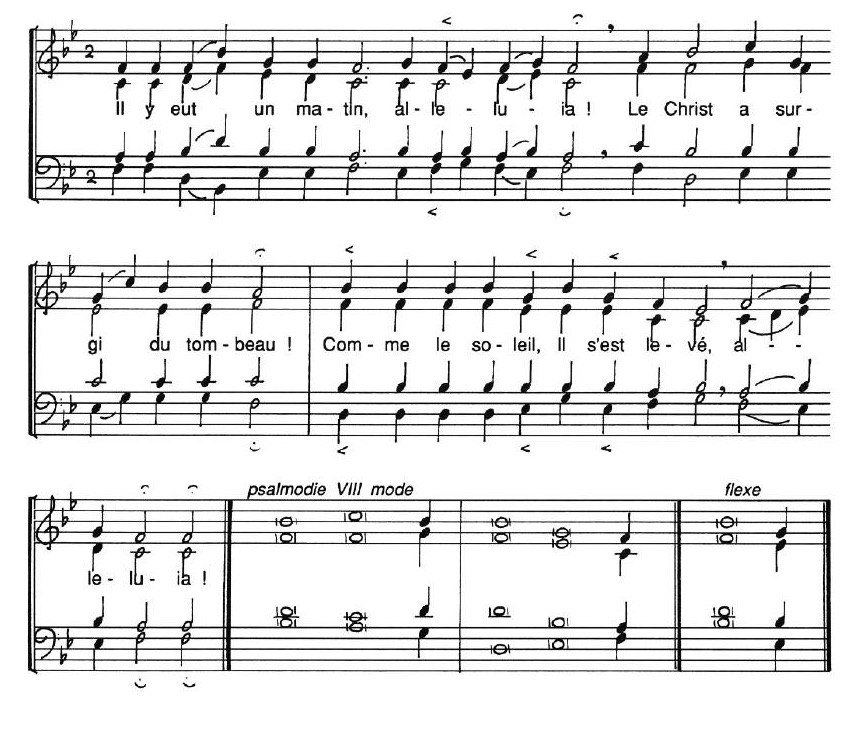 Il y eut un ma-tin, al-le-lu-ia ! Le Christ a sur-
gi du tom-beau ! Com-me le so-leil, Il s'est le-vé, al--
psalmodie VIII mode flexe
le-lu-ia !